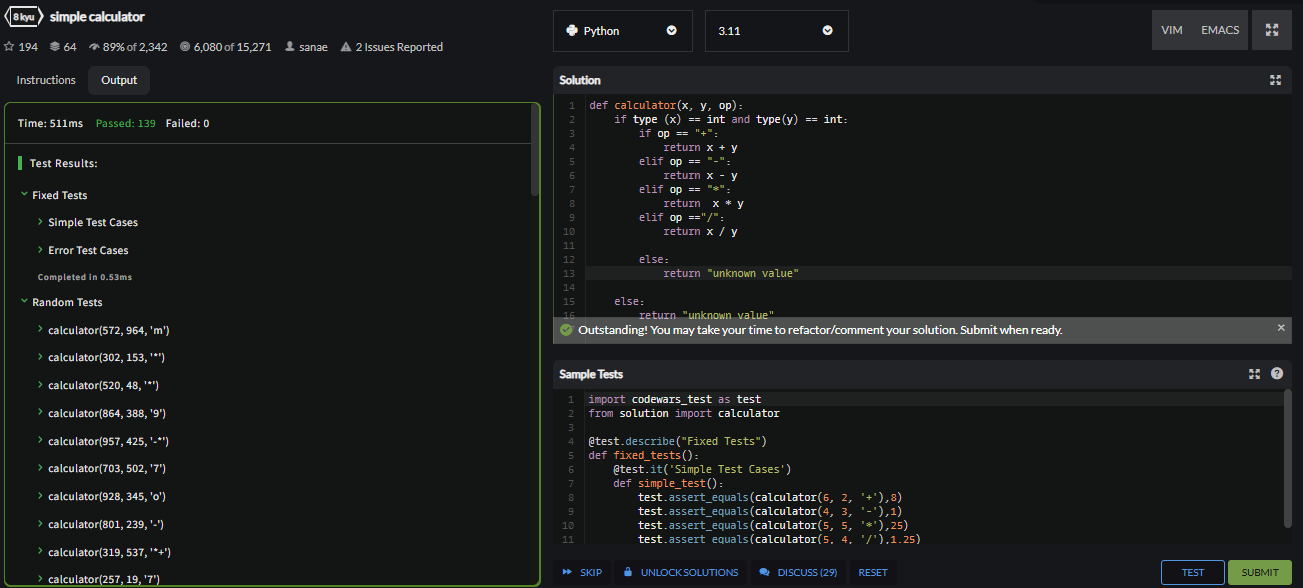 8 kyu simple calculator
194 64 89% of 2,342 6,080 of 15,271 sanae 2 Issues Reported
Instructions Output
Time: 511ms Passed: 139 Failed: 0
Test Results:
Fixed Tests
Simple Test Cases
Error Test Cases
Completed in 0.53ms
Random Tests
calculator(572, 964, 'm')
calculator(302, 153, '*')
calculator(520, 48, '*')
calculator(864, 388, '9')
calculator(957, 425, '-*')
calculator(703, 502, '7')
calculator(928, 345, 'o')
calculator(801, 239, '-')
calculator(319, 537, '*+')
calculator(257, 19, '7')
Python 3.11 VIM EMACS
Solution
1 def calculator(x, y, op):
2 if type (x) == int and type(y) == int:
3 if op == "+":
4 return x + y
5 elif op == "-":
6 return x - y
7 elif op == "*":
8 return  x * y
9 elif op =="/":
10 return x / y
11
12 else:
13 return "unknown value"
14
15 else:
16 return "unknown value"
Outstanding! You may take your time to refactor/comment your solution. Submit when ready. ×
Sample Tests ?
1 import codewars_test as test
2 from solution import calculator
3
4 @test.describe("Fixed Tests")
5 def fixed_tests():
6 @test.it('Simple Test Cases')
7 def simple_test():
8 test.assert_equals(calculator(6, 2, '+'),8)
9 test.assert_equals(calculator(4, 3, '-'),1)
10 test.assert_equals(calculator(5, 5, '*'),25)
11 test.assert_equals(calculator(5, 4, '/'),1.25)
SKIP UNLOCK SOLUTIONS DISCUSS (29) RESET TEST SUBMIT